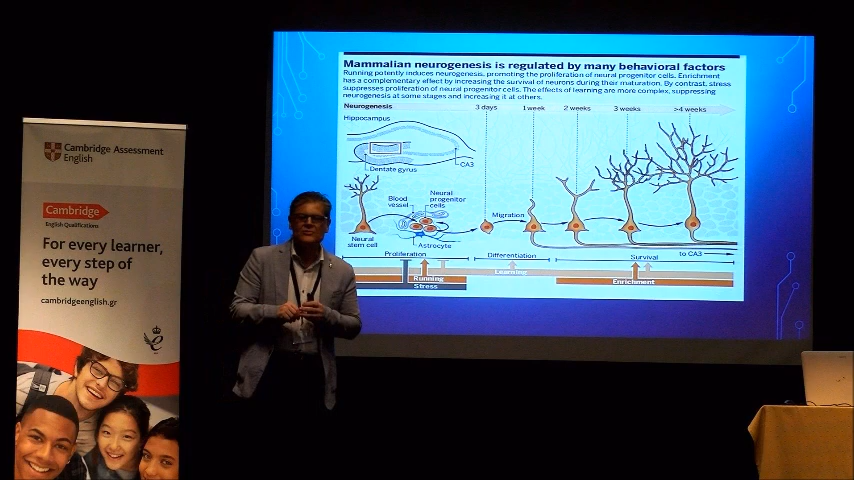 Cambridge Assessment
English
Cambridge
English Qualifications
For every learner,
every step of
the way
cambridgeenglish.gr
Mammalian neurogenesis is regulated by many behavioral factors
Running potently induces neurogenesis, promoting the proliferation of neural progenitor cells. Enrichment
has a complementary effect by increasing the survival of neurons during their maturation. By contrast, stress
suppresses proliferation of neural progenitor cells. The effects of learning are more complex, suppressing
neurogenesis at some stages and increasing it at others.
Neurogenesis
3 days
1 week
2 weeks
3 weeks
>4 weeks
Hippocampus
CA3
Dentate gyrus
Blood
vessel
Neural
progenitor
cells
Migration
Neural
stem cell
Astrocyte
to CA3
Proliferation
Differentiation
Survival
Learning
Running
Enrichment
Stress